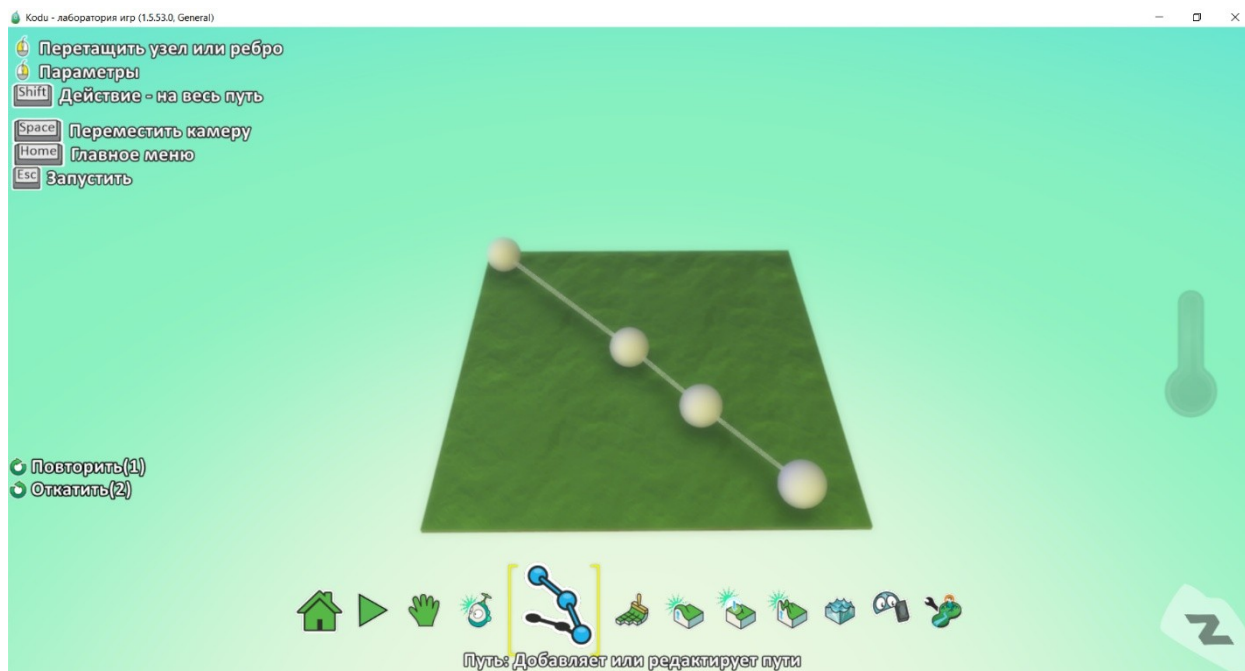 Kodu - лаборатория игр (1.5.53.0, General)
Перетащить узел или ребро
Параметры
Shift Действие - на весь путь
Space Переместить камеру
Home Главное меню
Esc Запустить
Повторить(1)
Откатить(2)
Путь: Добавляет или редактирует пути